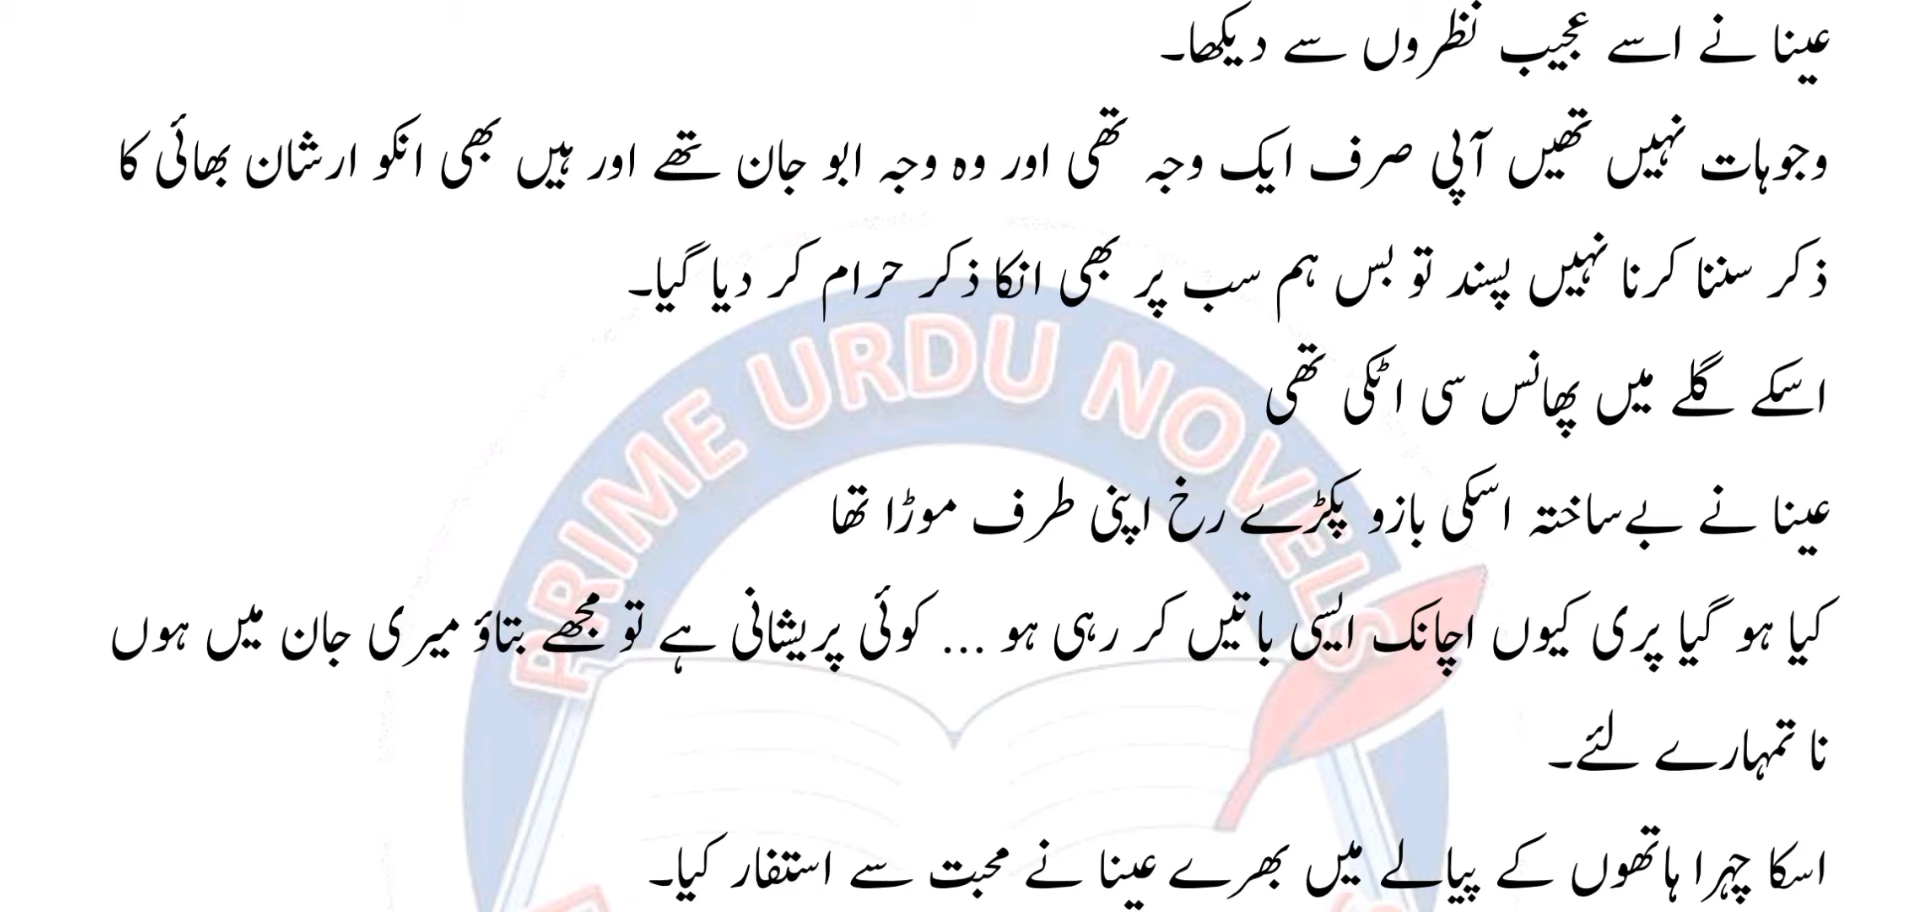 عینا نے اسے عجیب نظروں سے دیکھا۔
وجوہات نہیں تھیں آپی صرف ایک وجہ تھی اور وہ وجہ ابو جان تھے اور ہیں بھی انکو ارشان بھائی کا
ذکر سننا کرنا نہیں پسند تو بس ہم سب پر بھی انکا ذکر حرام کر دیا گیا۔
اسکے گلے میں پھانس سی اٹکی تھی
عینا نے بےساختہ اسکی بازو پکڑے رخ اپنی طرف موڑا تھا
کیا ہو گیا پری کیوں اچانک ایسی باتیں کر رہی ہو ... کوئی پریشانی ہے تو مجھے بتاؤ میری جان میں ہوں
نا تمہارے لئے۔
اسکا چہرا ہاتھوں کے پیالے میں بھرے عینا نے محبت سے استفار کیا۔
PRIME URDU NOVELS